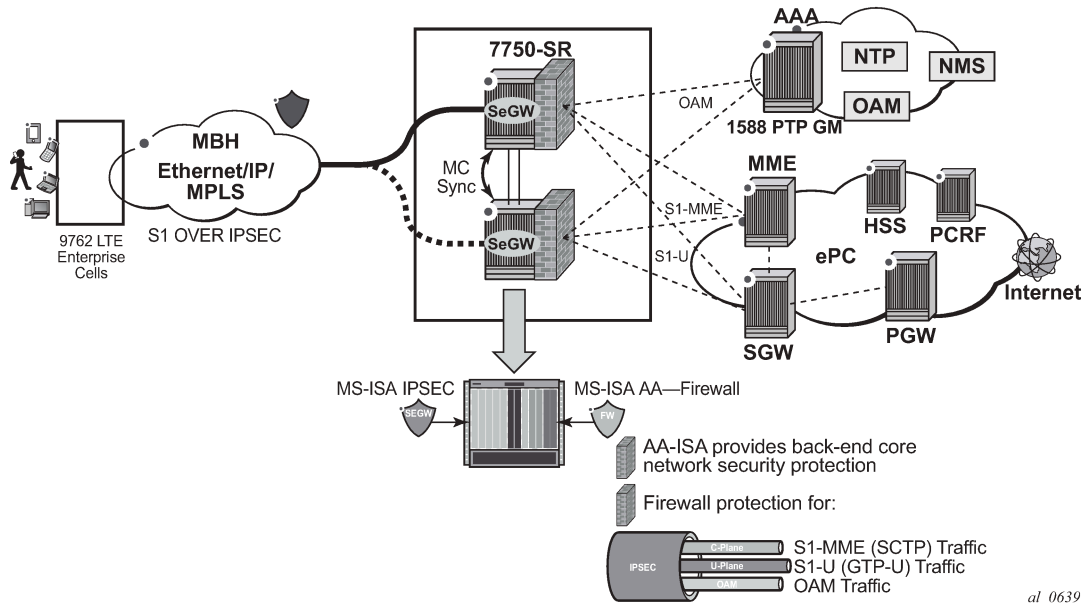 AAA
7750-SR
NTP
NMS
SeGW
OAM
OAM
1588 PTP GM
MBH
Ethernet/IP/
MPLS
MC
Sync
MME
S1-MME
HSS
PCRF
S1 OVER IPSEC
9762 LTE
Enterprise
Cells
SeGW
S1-U
ePC
Internet
SGW
PGW
MS-ISA IPSEC
MS-ISA AA—Firewall
SEGW
FW
AA-ISA provides back-end core
network security protection
Firewall protection for:
IPSEC
C-Plane
S1-MME (SCTP) Traffic
U-Plane
S1-U (GTP-U) Traffic
OAM
OAM Traffic
al_0639